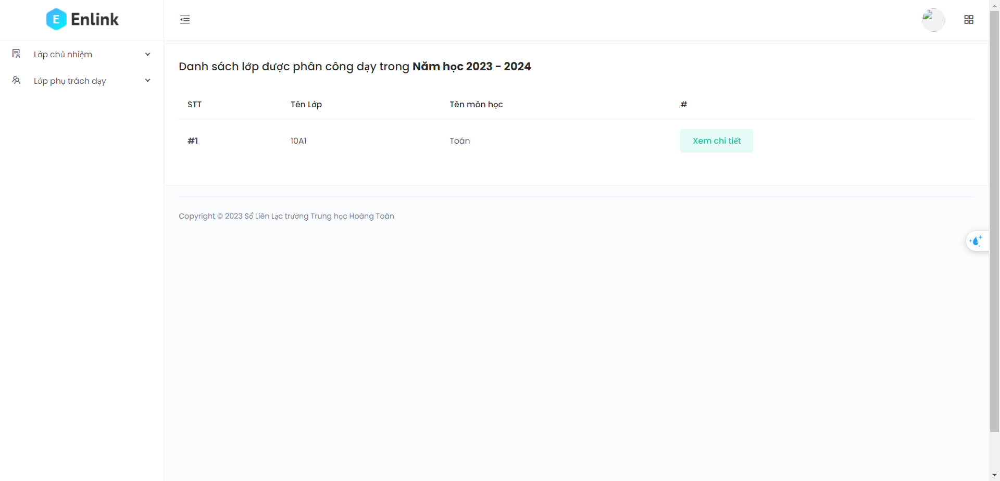 E Enlink
Lớp chủ nhiệm
Lớp phụ trách dạy
Danh sách lớp được phân công dạy trong Năm học 2023 - 2024
STT Tên Lớp Tên môn học #
#1 10A1 Toán Xem chi tiết
Copyright © 2023 Sổ Liên Lạc trường Trung học Hoàng Toàn